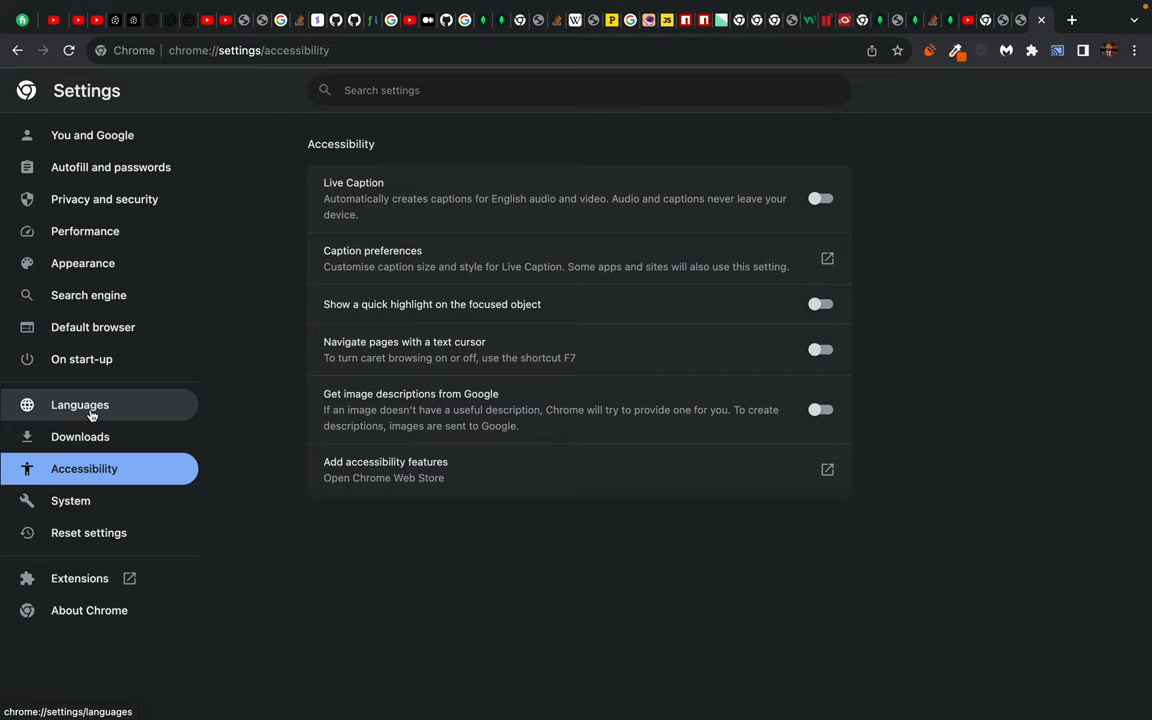 Chrome
chrome://settings/accessibility
Settings
Search settings
You and Google
Autofill and passwords
Privacy and security
Performance
Appearance
Search engine
Default browser
On start-up
Languages
Downloads
Accessibility
System
Reset settings
Extensions
About Chrome
Accessibility
Live Caption
Automatically creates captions for English audio and video. Audio and captions never leave your
device.
Caption preferences
Customise caption size and style for Live Caption. Some apps and sites will also use this setting.
Show a quick highlight on the focused object
Navigate pages with a text cursor
To turn caret browsing on or off, use the shortcut F7
Get image descriptions from Google
If an image doesn't have a useful description, Chrome will try to provide one for you. To create
descriptions, images are sent to Google.
Add accessibility features
Open Chrome Web Store
chrome://settings/languages